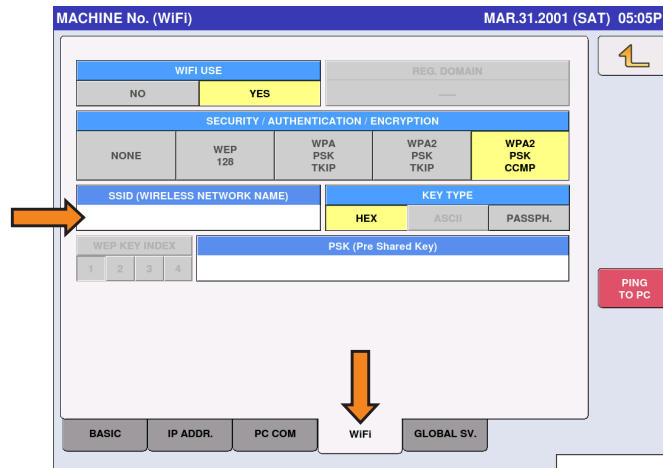 MACHINE No. (WiFi) MAR.31.2001 (SAT) 05:05P
WIFI USE REG. DOMAIN
NO YES ----
SECURITY / AUTHENTICATION / ENCRYPTION
NONE WEP 128 WPA PSK TKIP WPA2 PSK TKIP WPA2 PSK CCMP
SSID (WIRELESS NETWORK NAME) KEY TYPE
HEX ASCII PASSPH.
WEP KEY INDEX PSK (Pre Shared Key)
1 2 3 4
PING
TO PC
BASIC IP ADDR. PC COM WiFi GLOBAL SV.